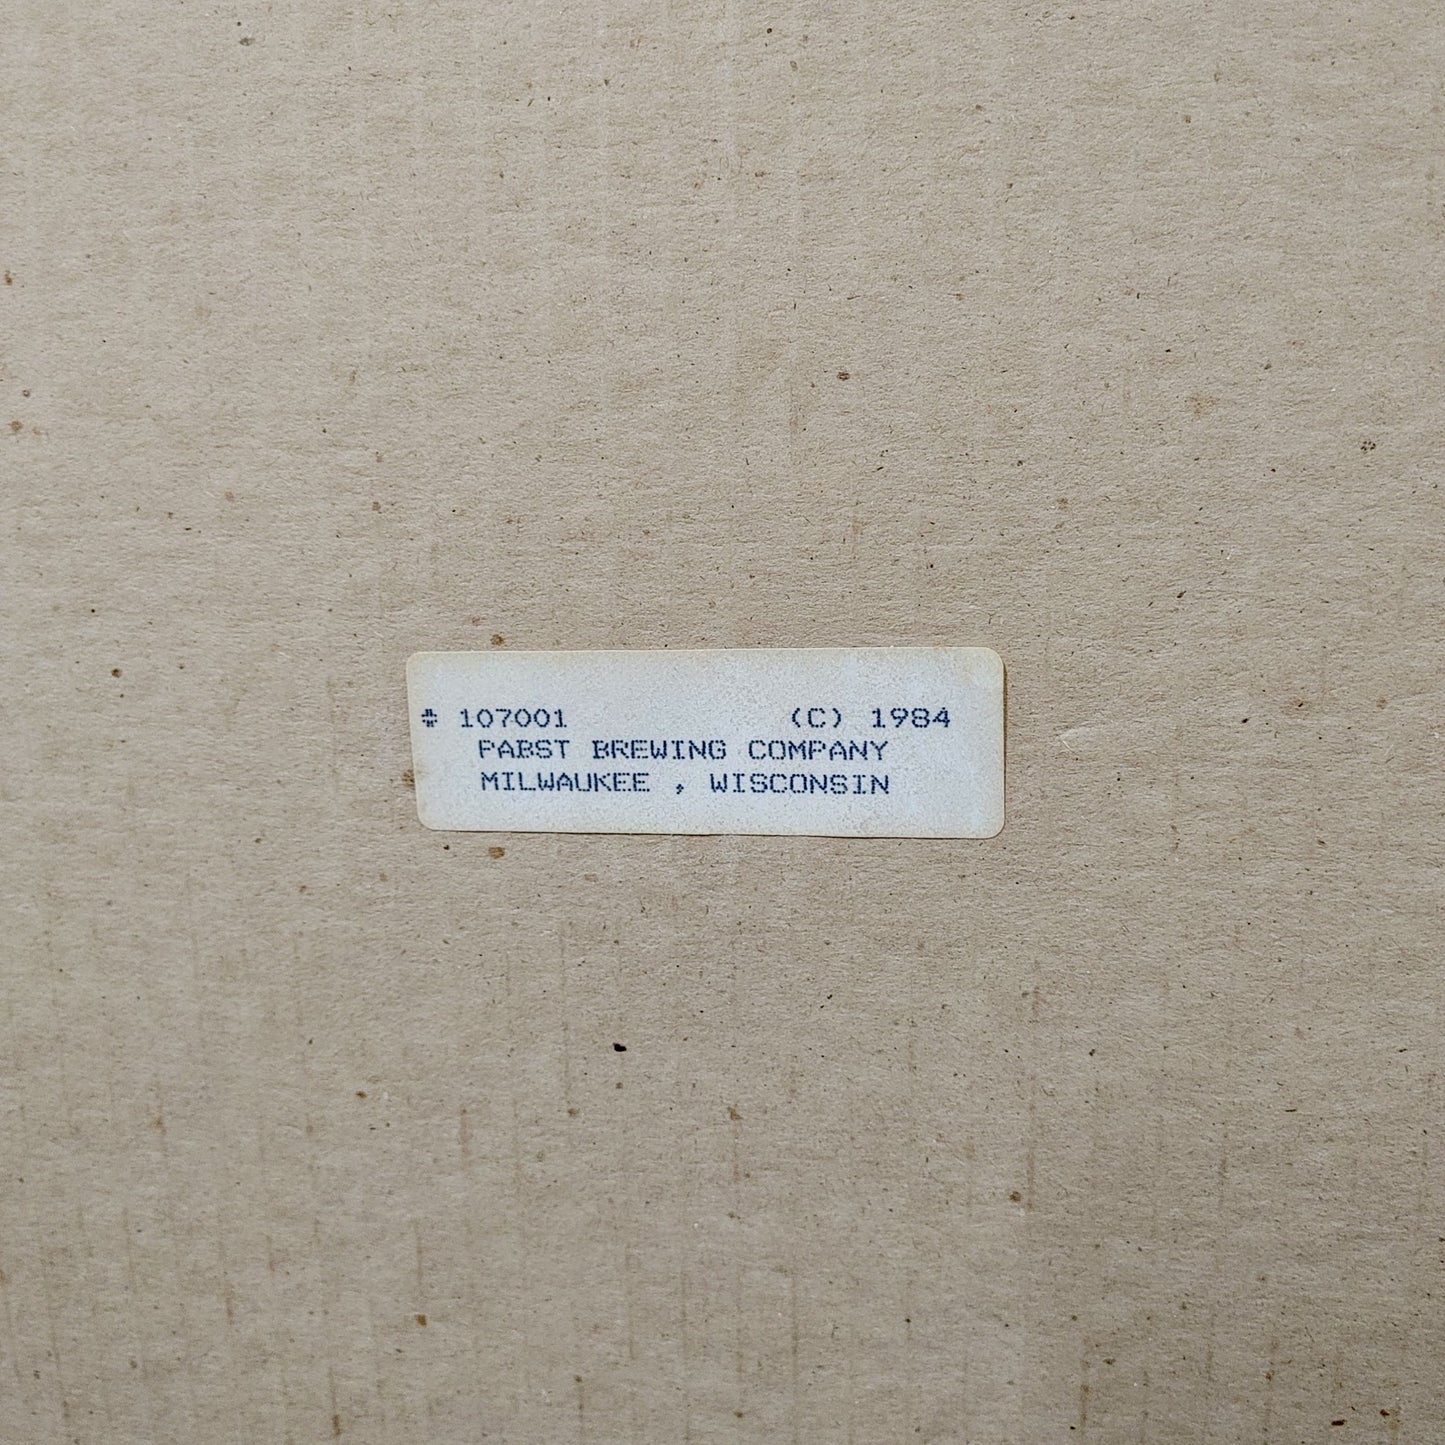 # 107001 (C) 1984
PABST BREWING COMPANY
MILWAUKEE , WISCONSIN